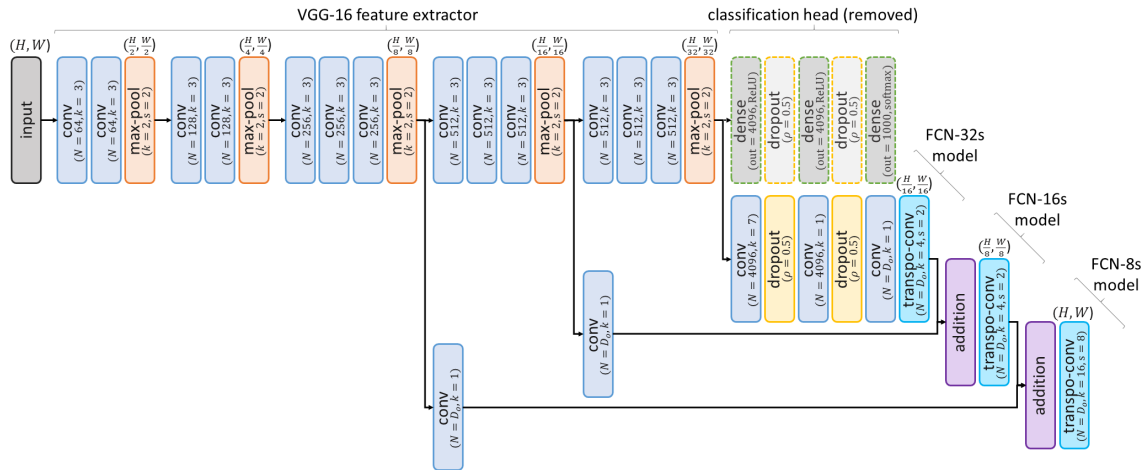 VGG-16 feature extractor
classification head (removed)
(H, W)
(H/2, W/2)
(H/4, W/4)
(H/8, W/8)
(H/16, W/16)
(H/32, W/32)
input
conv
(N = 64, k = 3)
conv
(N = 64, k = 3)
max-pool
(k = 2, s = 2)
conv
(N = 128, k = 3)
conv
(N = 128, k = 3)
max-pool
(k = 2, s = 2)
conv
(N = 256, k = 3)
conv
(N = 256, k = 3)
conv
(N = 256, k = 3)
max-pool
(k = 2, s = 2)
conv
(N = 512, k = 3)
conv
(N = 512, k = 3)
conv
(N = 512, k = 3)
max-pool
(k = 2, s = 2)
conv
(N = 512, k = 3)
conv
(N = 512, k = 3)
conv
(N = 512, k = 3)
max-pool
(k = 2, s = 2)
dense
(out = 4096, ReLU)
dropout
(ρ = 0.5)
dense
(out = 4096, ReLU)
dropout
(ρ = 0.5)
dense
(out = 1000, softmax)
FCN-32s
model
(H/16, W/16)
conv
(N = 4096, k = 7)
dropout
(ρ = 0.5)
conv
(N = 4096, k = 1)
dropout
(ρ = 0.5)
conv
(N = Dₒ, k = 1)
transpo-conv
(N = Dₒ, k = 4, s = 2)
FCN-16s
model
(H/8, W/8)
conv
(N = Dₒ, k = 1)
addition
transpo-conv
(N = Dₒ, k = 4, s = 2)
FCN-8s
model
(H, W)
conv
(N = Dₒ, k = 1)
addition
transpo-conv
(N = Dₒ, k = 16, s = 8)